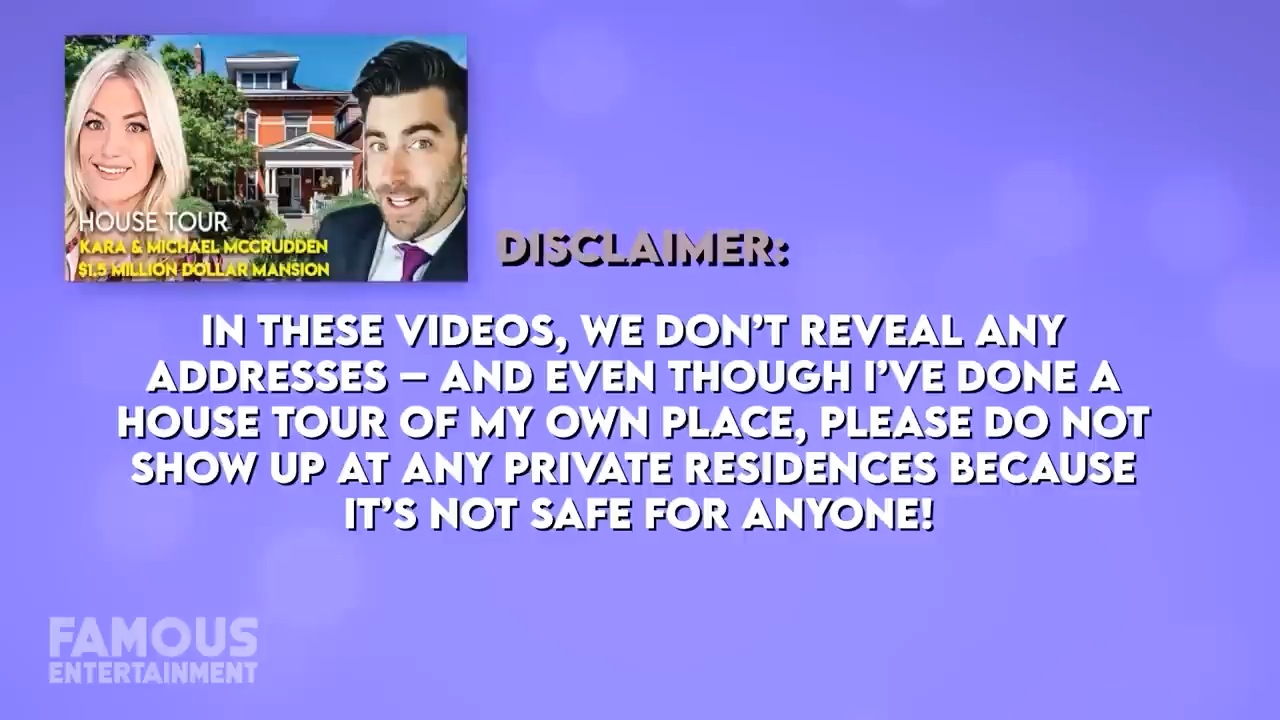 HOUSE TOUR
KARA & MICHAEL MCCRUDDEN
$1.5 MILLION DOLLAR MANSION
DISCLAIMER:
IN THESE VIDEOS, WE DON'T REVEAL ANY
ADDRESSES – AND EVEN THOUGH I'VE DONE A
HOUSE TOUR OF MY OWN PLACE, PLEASE DO NOT
SHOW UP AT ANY PRIVATE RESIDENCES BECAUSE
IT'S NOT SAFE FOR ANYONE!
FAMOUS
ENTERTAINMENT